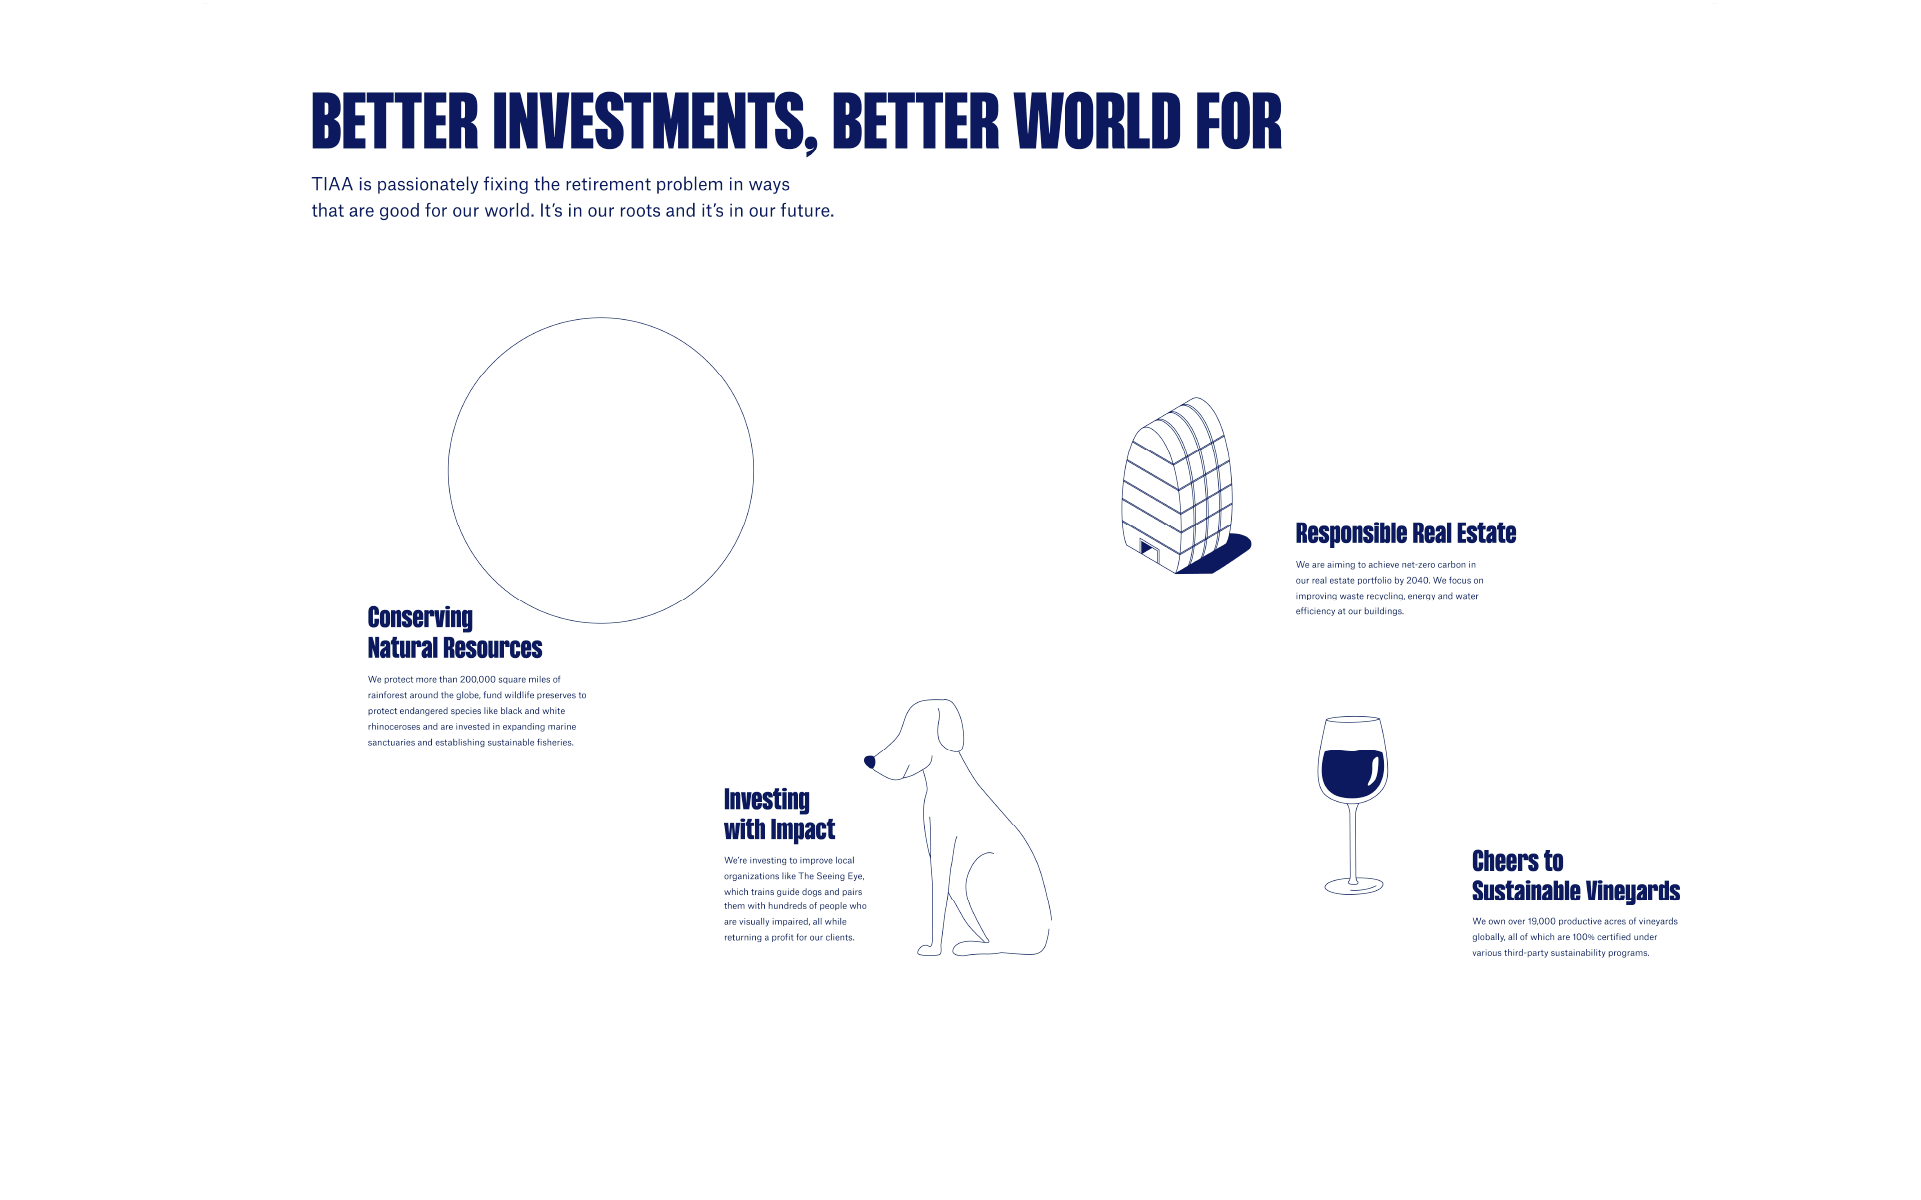 BETTER INVESTMENTS, BETTER WORLD FOR
TIAA is passionately fixing the retirement problem in ways
that are good for our world. It's in our roots and it's in our future.
Conserving
Natural Resources
We protect more than 200,000 square miles of
rainforest around the globe, fund wildlife preserves to
protect endangered species like black and white
rhinoceroses and are invested in expanding marine
sanctuaries and establishing sustainable fisheries.
Responsible Real Estate
We are aiming to achieve net-zero carbon in
our real estate portfolio by 2040. We focus on
improving waste recycling, energy and water
efficiency at our buildings.
Investing
with Impact
We're investing to improve local
organizations like The Seeing Eye,
which trains guide dogs and pairs
them with hundreds of people who
are visually impaired, all while
returning a profit for our clients.
Cheers to
Sustainable Vineyards
We own over 19,000 productive acres of vineyards
globally, all of which are 100% certified under
various third-party sustainability programs.